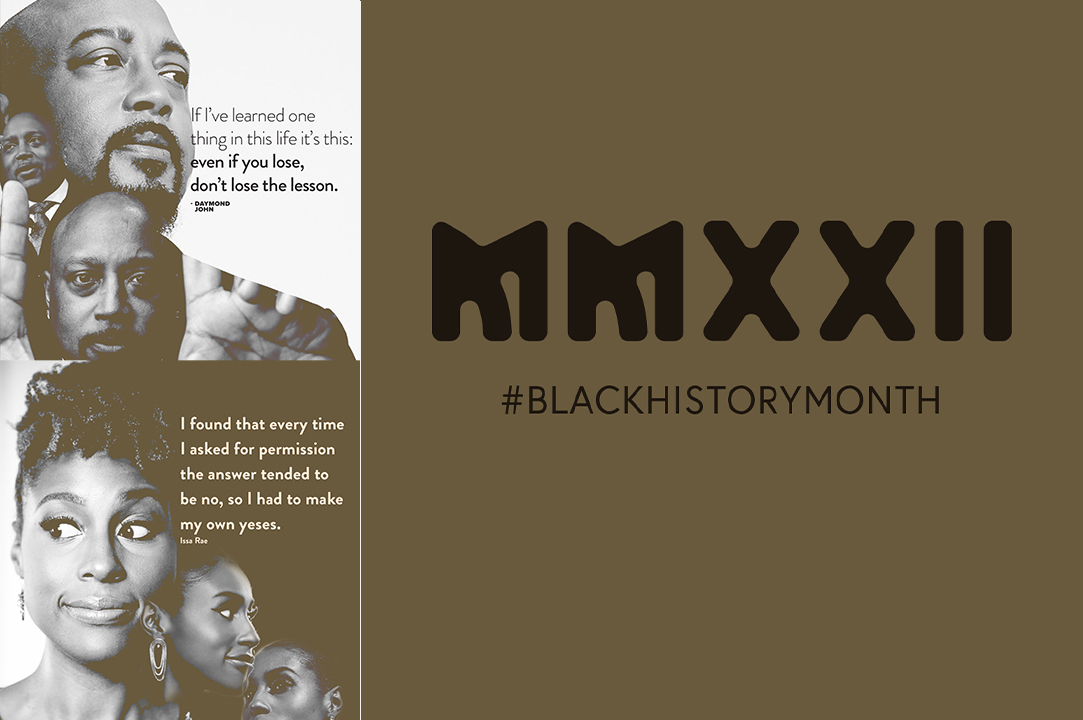 If I've learned one
thing in this life it's this:
even if you lose,
don't lose the lesson.
- DAYMOND
JOHN
I found that every time
I asked for permission
the answer tended to
be no, so I had to make
my own yeses.
Issa Rae
MMXXII
#BLACKHISTORYMONTH